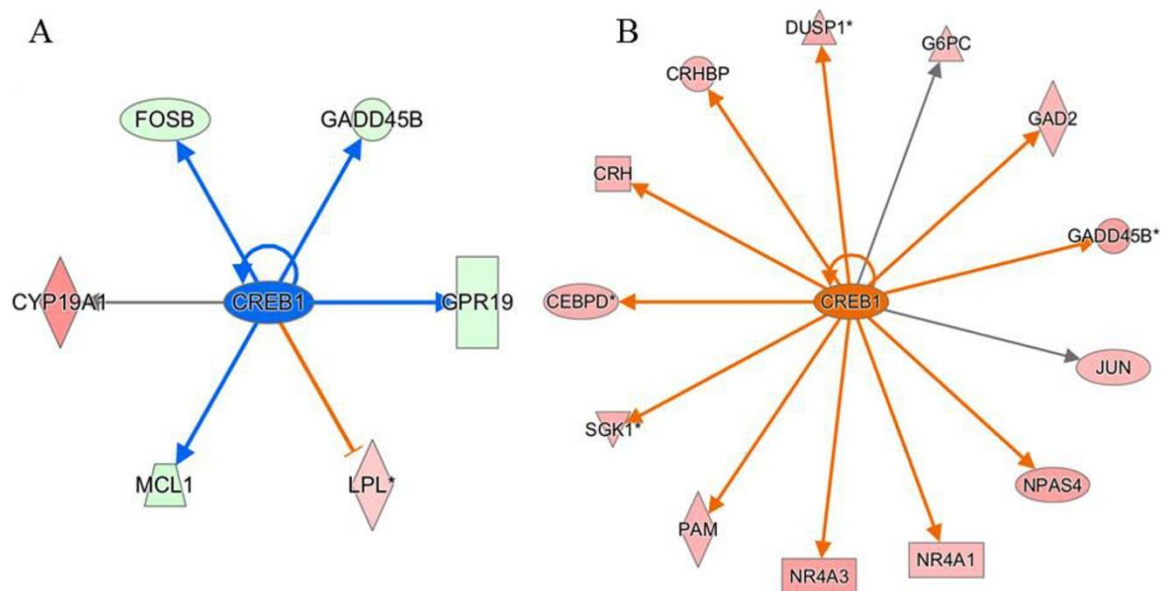 A
FOSB
GADD45B
CYP19A1
CREB1
GPR19
MCL1
LPL*
B
DUSP1*
G6PC
CRHBP
GAD2
CRH
GADD45B*
CEBPD*
CREB1
JUN
SGK1*
NPAS4
PAM
NR4A1
NR4A3